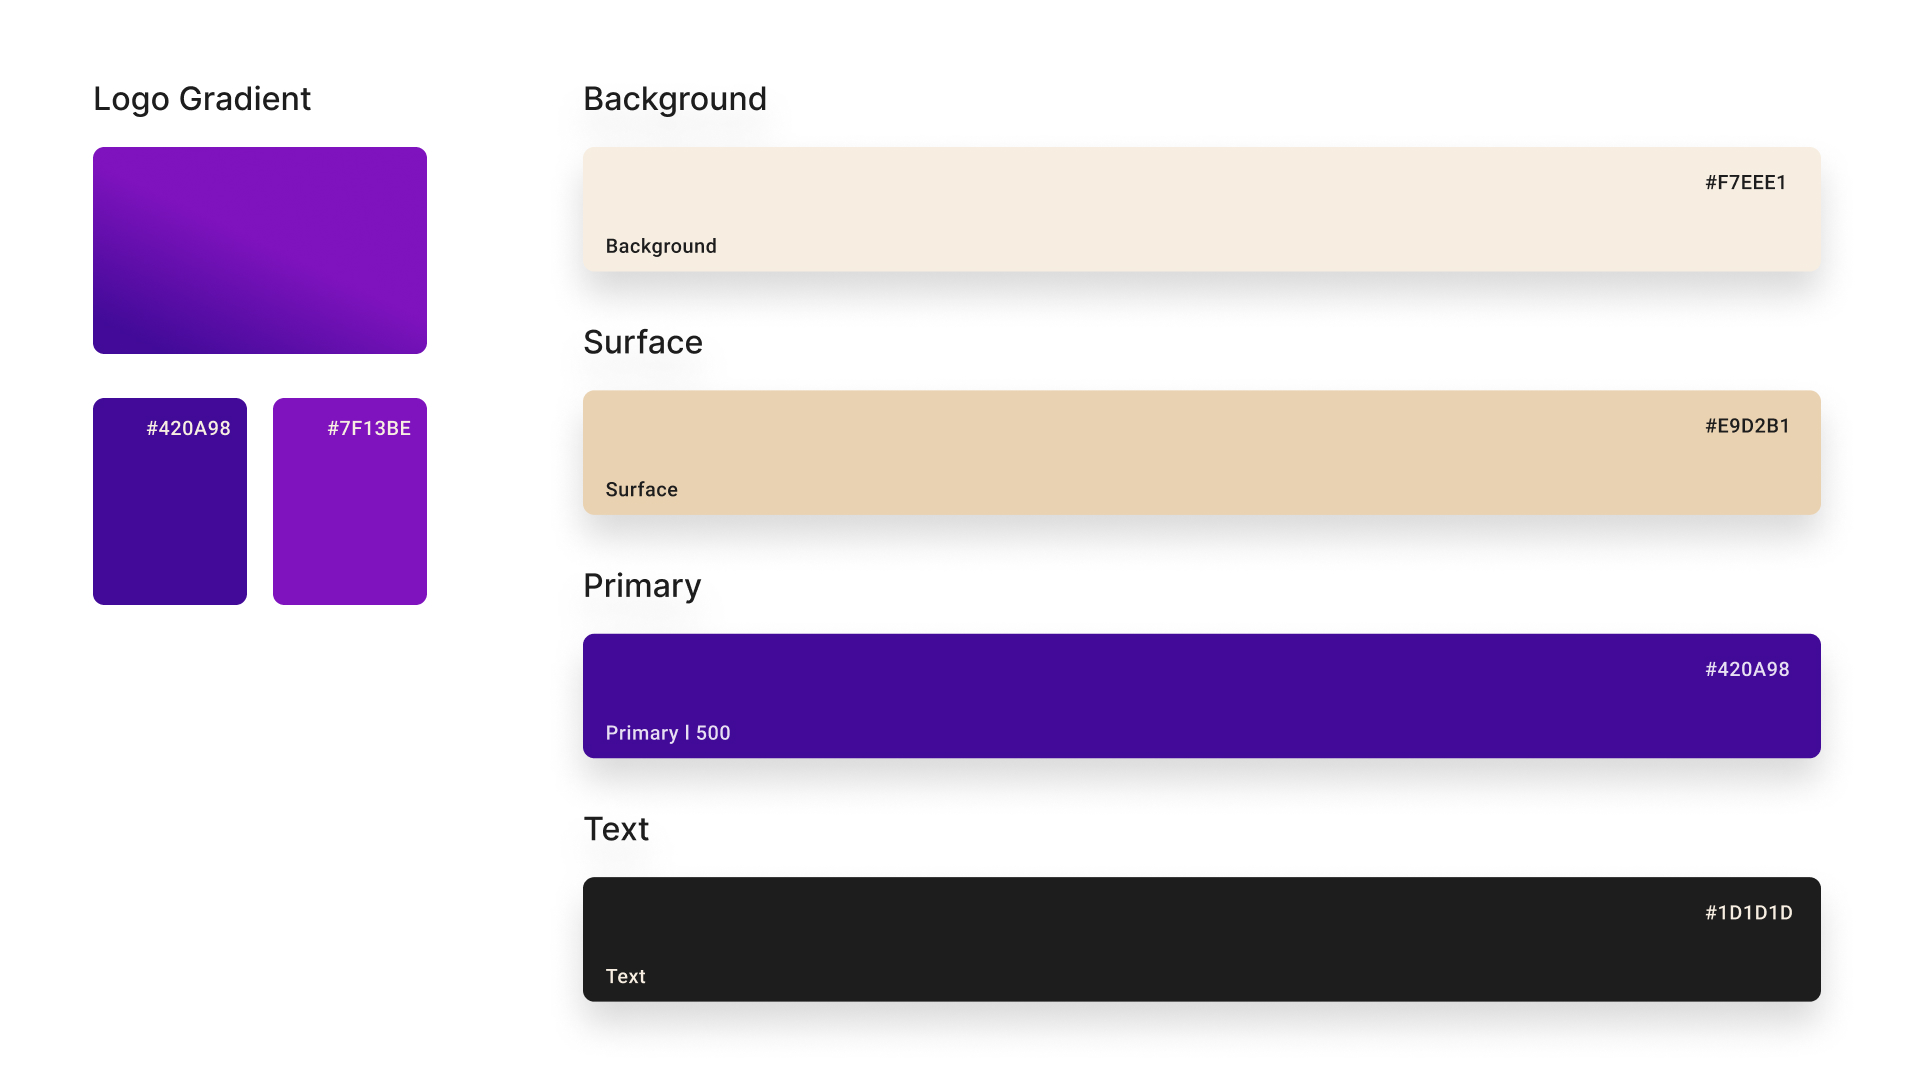 Logo Gradient
#420A98
#7F13BE
Background
#F7EEE1
Background
Surface
#E9D2B1
Surface
Primary
#420A98
Primary | 500
Text
#1D1D1D
Text